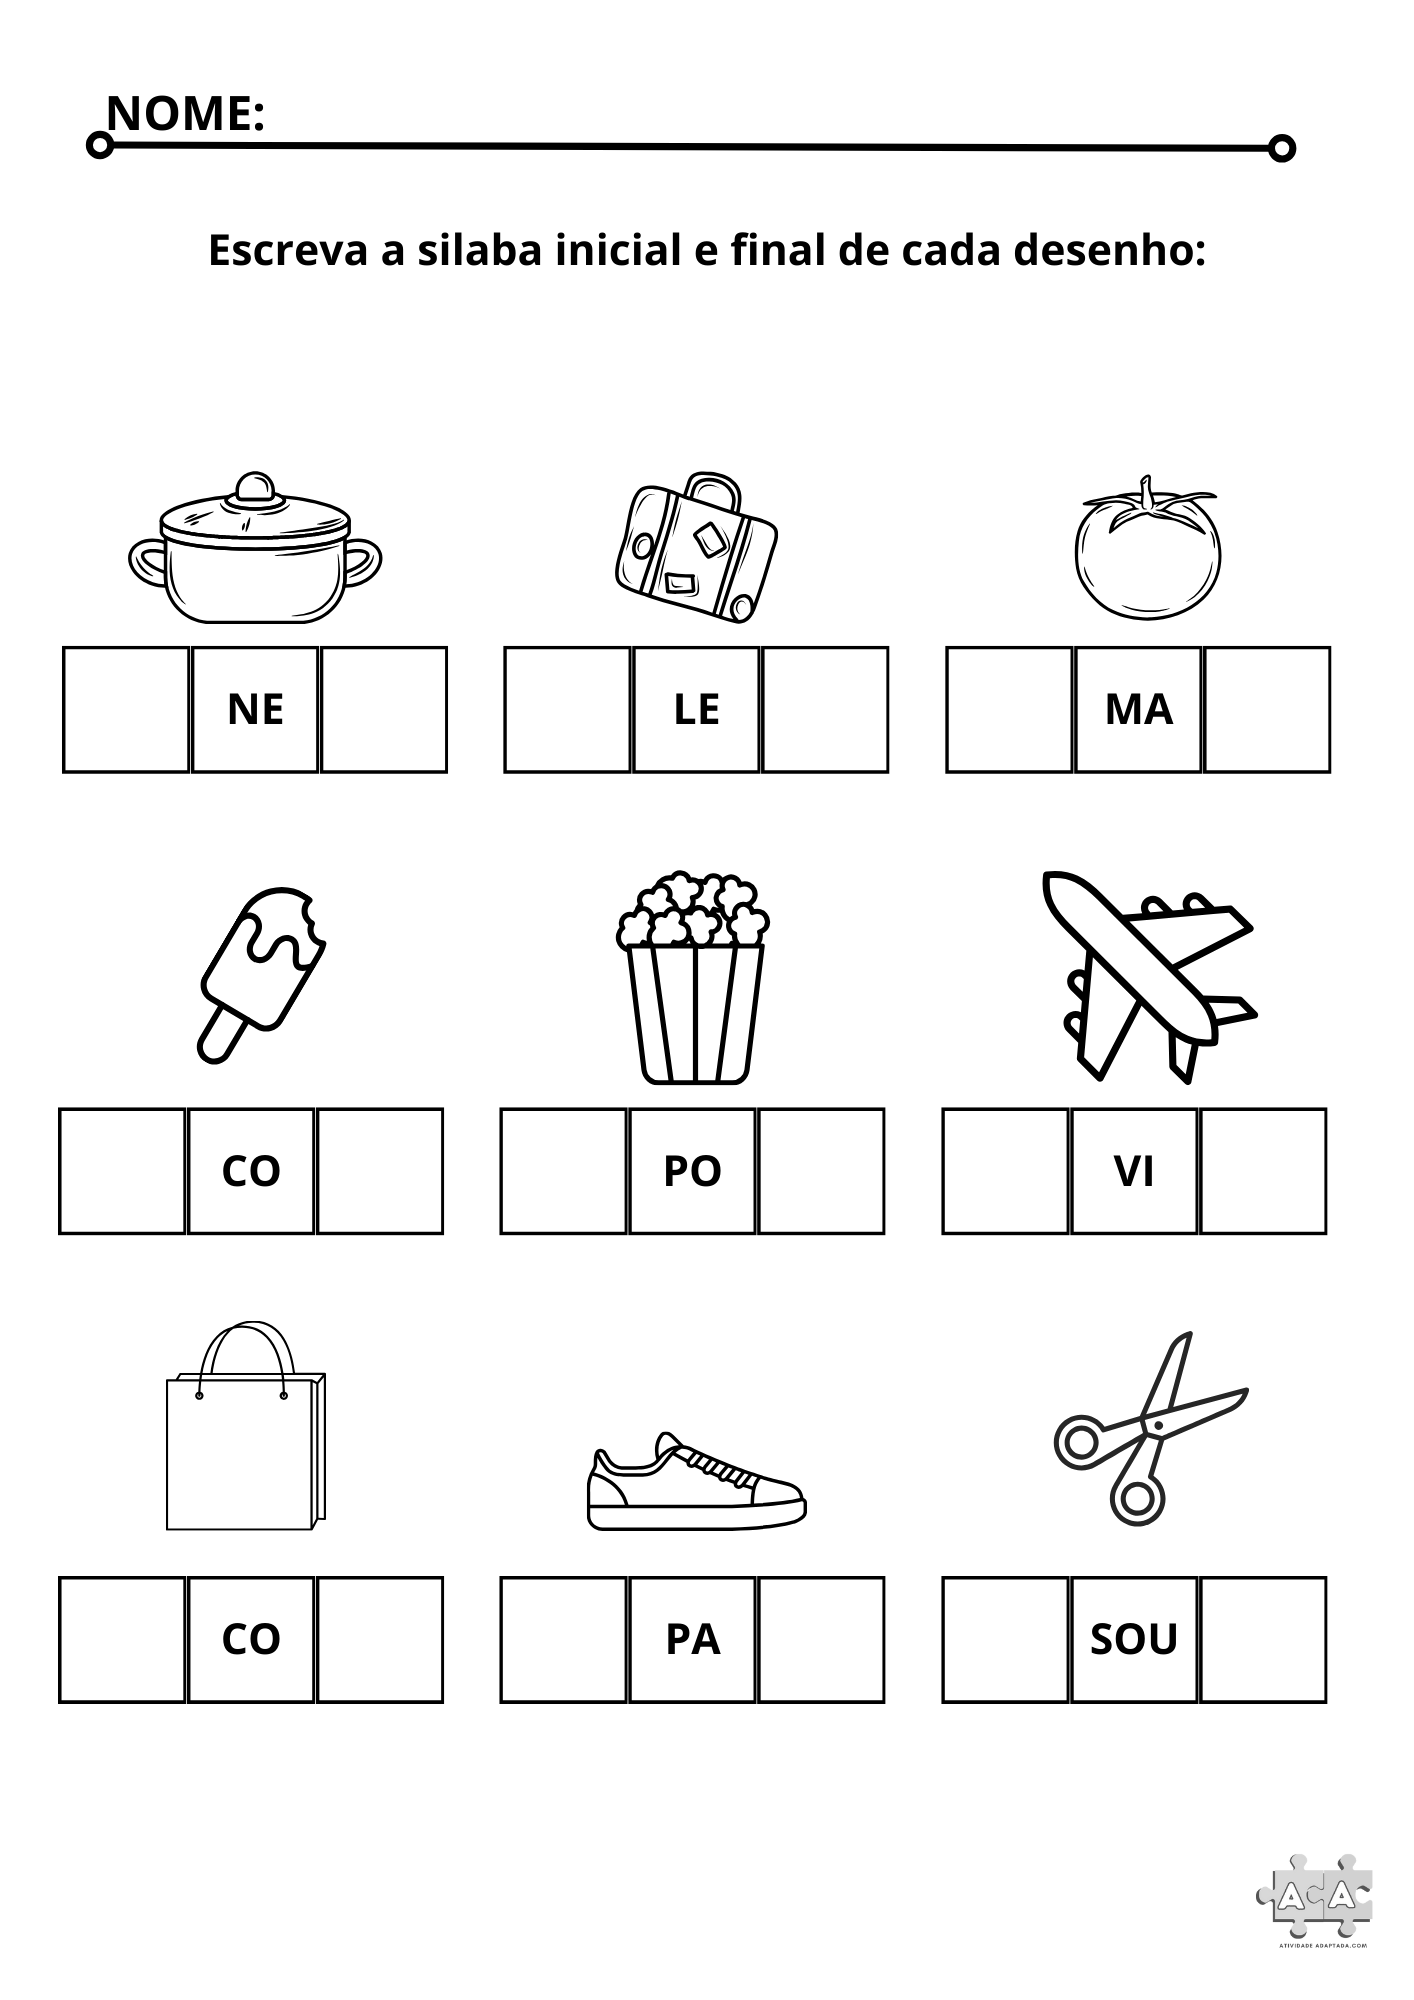 NOME:
Escreva a silaba inicial e final de cada desenho:
NE LE MA
CO PO VI
CO PA SOU
A A
ATIVIDADE ADAPTADA.COM